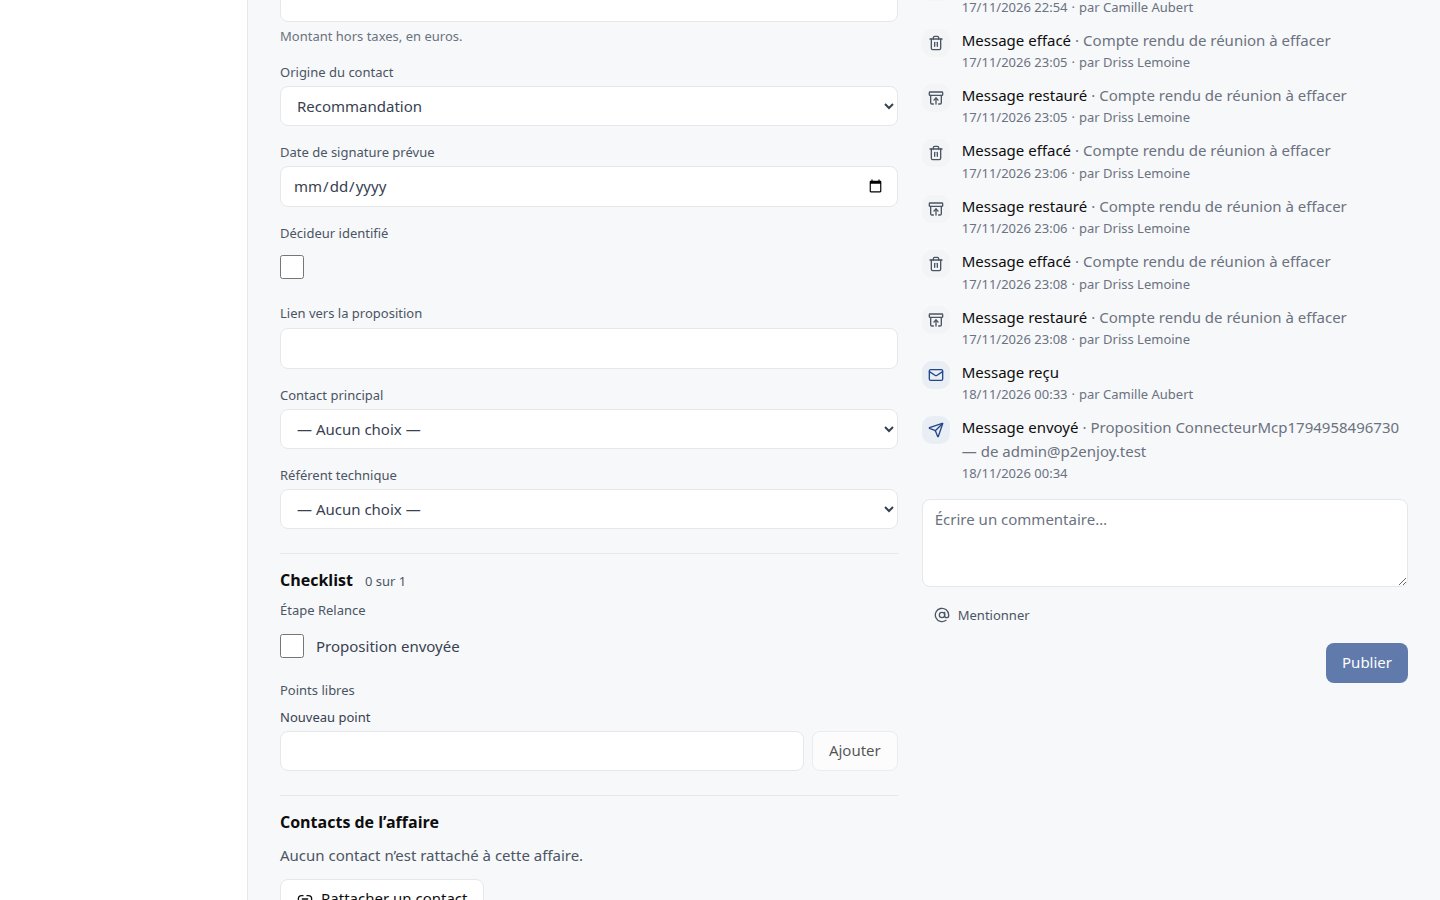 Montant hors taxes, en euros.
Origine du contact
Recommandation
Date de signature prévue
mm/dd/yyyy
Décideur identifié
Lien vers la proposition
Contact principal
— Aucun choix —
Référent technique
— Aucun choix —
Checklist 0 sur 1
Étape Relance
Proposition envoyée
Points libres
Nouveau point
Ajouter
Contacts de l’affaire
Aucun contact n’est rattaché à cette affaire.
Rattacher un contact
17/11/2026 22:54 · par Camille Aubert
Message effacé · Compte rendu de réunion à effacer
17/11/2026 23:05 · par Driss Lemoine
Message restauré · Compte rendu de réunion à effacer
17/11/2026 23:05 · par Driss Lemoine
Message effacé · Compte rendu de réunion à effacer
17/11/2026 23:06 · par Driss Lemoine
Message restauré · Compte rendu de réunion à effacer
17/11/2026 23:06 · par Driss Lemoine
Message effacé · Compte rendu de réunion à effacer
17/11/2026 23:08 · par Driss Lemoine
Message restauré · Compte rendu de réunion à effacer
17/11/2026 23:08 · par Driss Lemoine
Message reçu
18/11/2026 00:33 · par Camille Aubert
Message envoyé · Proposition ConnecteurMcp1794958496730
— de admin@p2enjoy.test
18/11/2026 00:34
Écrire un commentaire…
Mentionner
Publier